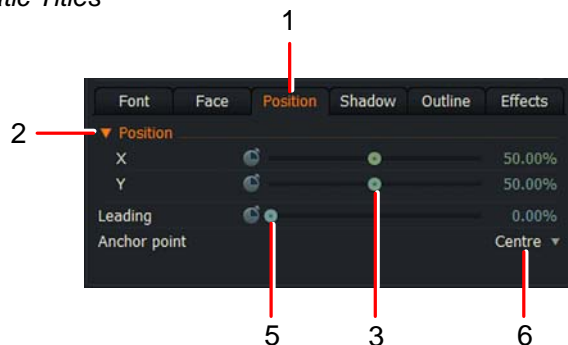 tic Titles
1
Font Face Position Shadow Outline Effects
2
▼ Position
X 50.00%
Y 50.00%
Leading 0.00%
Anchor point Centre ▼
5 3 6